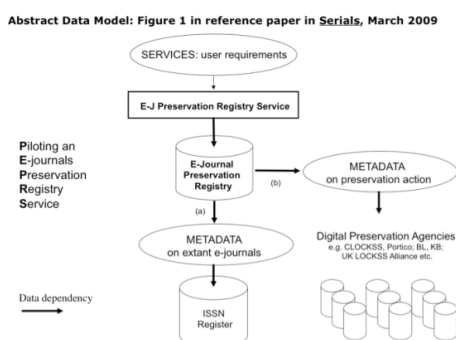 Abstract Data Model: Figure 1 in reference paper in Serials, March 2009
SERVICES: user requirements
E-J Preservation Registry Service
Piloting an
E-journals
Preservation
Registry
Service
E-Journal
Preservation
Registry
(b)
METADATA
on preservation action
(a)
METADATA
on extant e-journals
Digital Preservation Agencies
e.g. CLOCKSS, Portico; BL, KB;
UK LOCKSS Alliance etc.
Data dependency
ISSN
Register